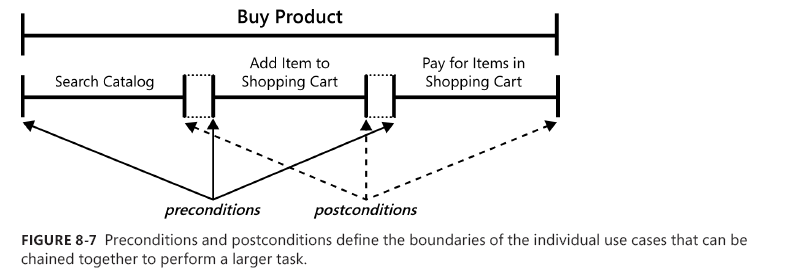 Buy Product
Search Catalog
Add Item to
Shopping Cart
Pay for Items in
Shopping Cart
preconditions
postconditions
FIGURE 8-7 Preconditions and postconditions define the boundaries of the individual use cases that can be
chained together to perform a larger task.